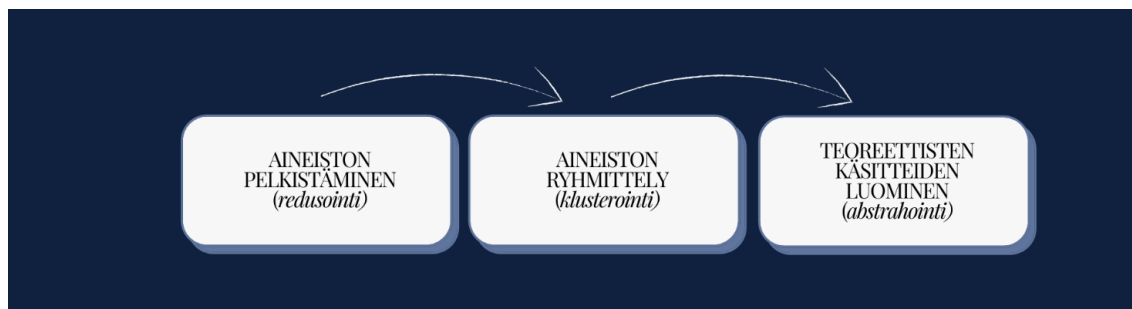 AINEISTON
PELKISTÄMINEN
(redusointi)
AINEISTON
RYHMITTELY
(klusterointi)
TEOREETTISTEN
KÄSITTEIDEN
LUOMINEN
(abstrahointi)